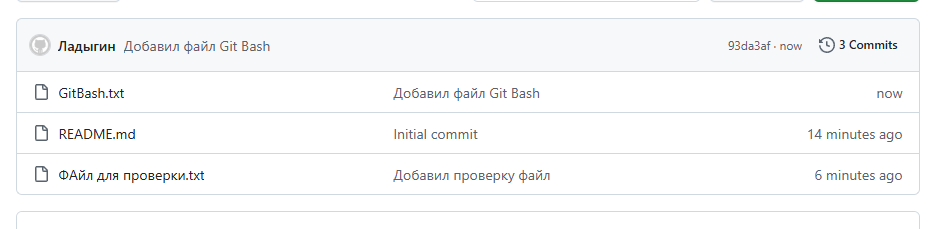 Ладыгин Добавил файл Git Bash 93da3af · now 3 Commits
GitBash.txt Добавил файл Git Bash now
README.md Initial commit 14 minutes ago
ФАйл для проверки.txt Добавил проверку файл 6 minutes ago